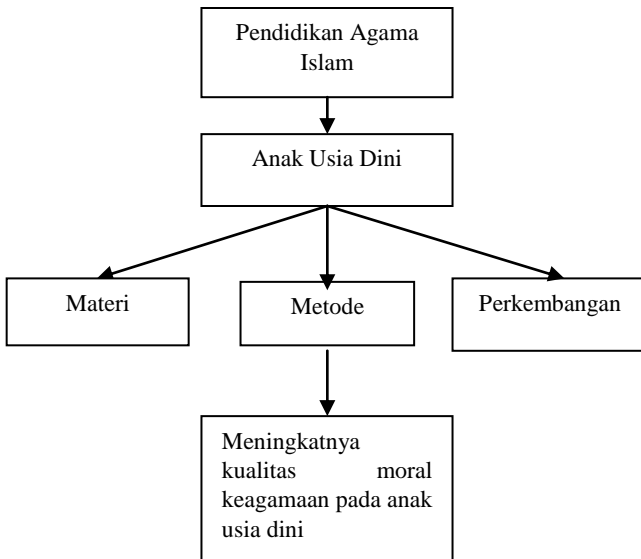 Pendidikan Agama
Islam
Anak Usia Dini
Materi
Metode
Perkembangan
Meningkatnya
kualitas moral
keagamaan pada anak
usia dini